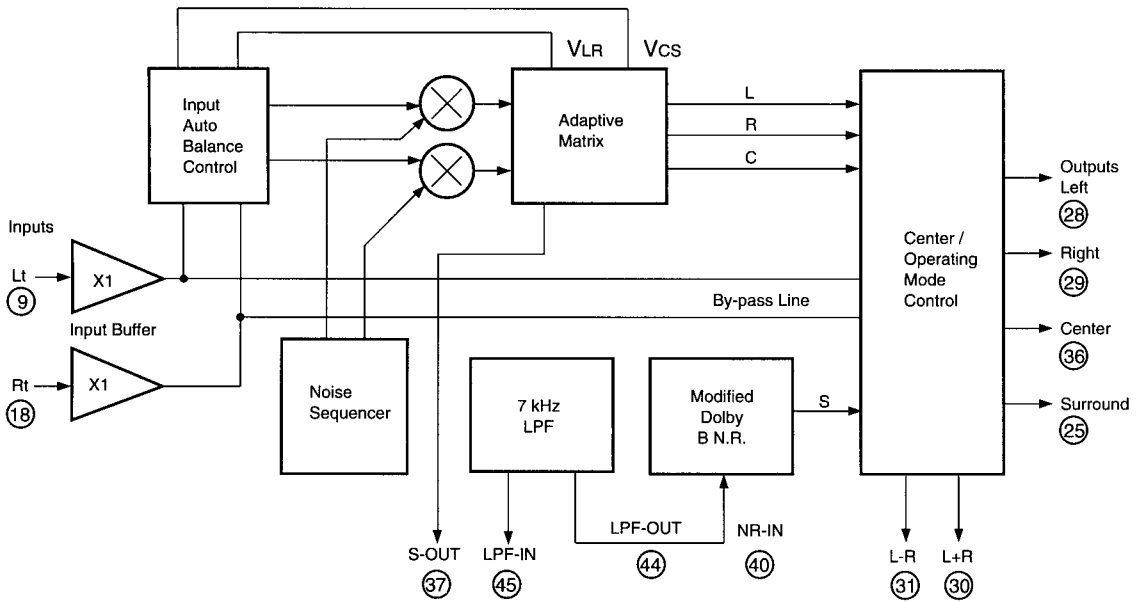 VLR
VCS
Input
Auto
Balance
Control
Adaptive
Matrix
L
R
C
Center /
Operating
Mode
Control
Outputs
Left
28
Right
29
Center
36
Surround
25
Inputs
Lt
9
X1
Input Buffer
Rt
18
X1
By-pass Line
Noise
Sequencer
7 kHz
LPF
Modified
Dolby
B N.R.
S
S-OUT
37
LPF-IN
45
LPF-OUT
44
NR-IN
40
L-R
31
L+R
30